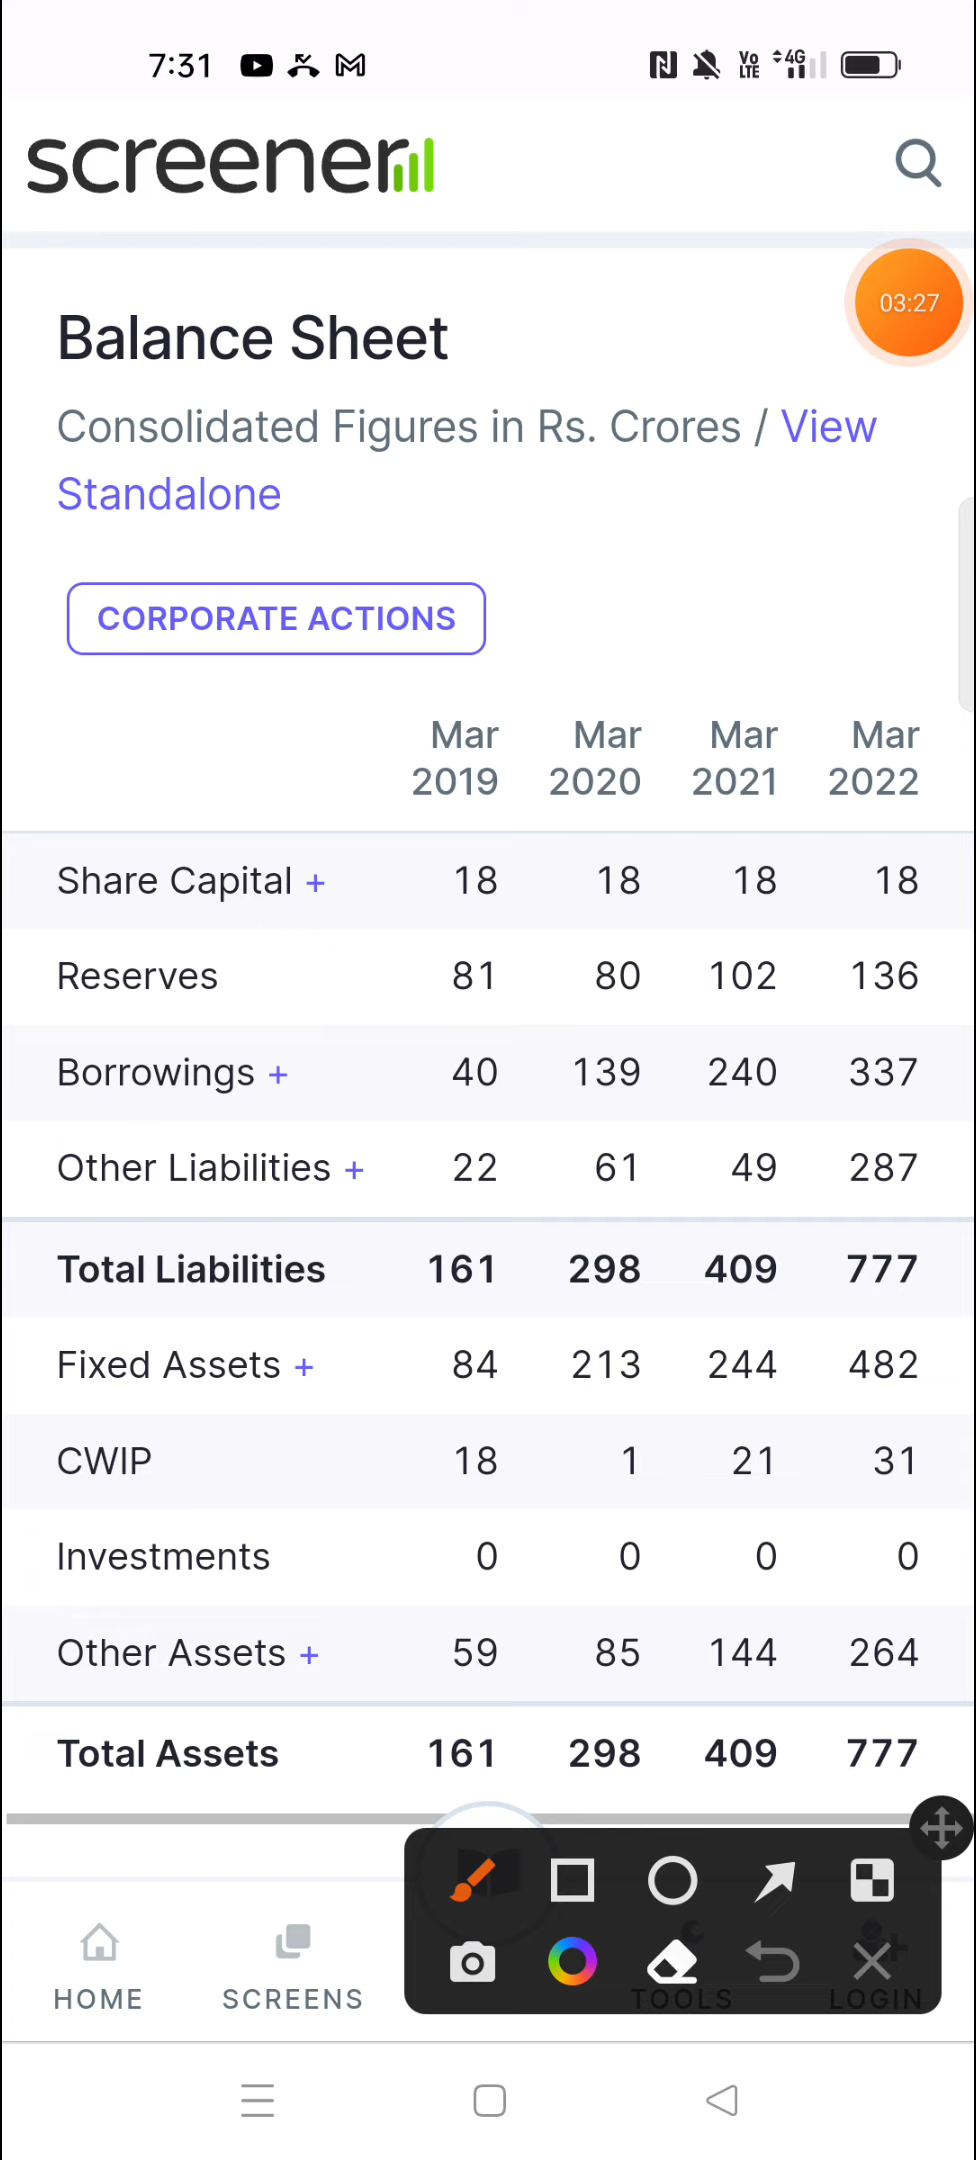 7:31 Vo LTE 4G
screener
03:27
Balance Sheet
Consolidated Figures in Rs. Crores / View
Standalone
CORPORATE ACTIONS
Mar 2019 Mar 2020 Mar 2021 Mar 2022
Share Capital + 18 18 18 18
Reserves 81 80 102 136
Borrowings + 40 139 240 337
Other Liabilities + 22 61 49 287
Total Liabilities 161 298 409 777
Fixed Assets + 84 213 244 482
CWIP 18 1 21 31
Investments 0 0 0 0
Other Assets + 59 85 144 264
Total Assets 161 298 409 777
HOME SCREENS TOOLS LOGIN